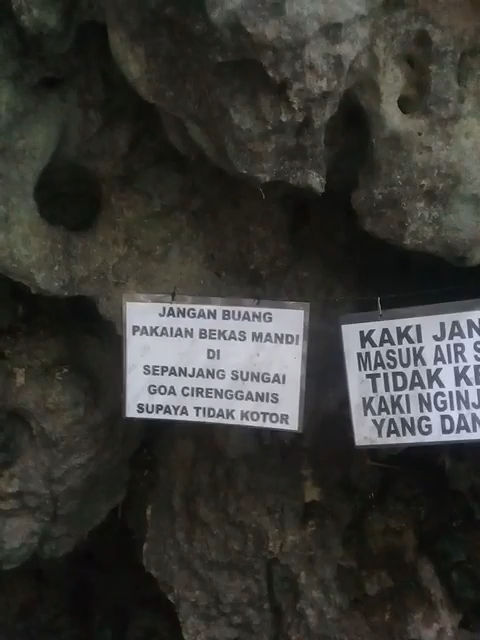 JANGAN BUANG
PAKAIAN BEKAS MANDI
DI
SEPANJANG SUNGAI
GOA CIRENGGANIS
SUPAYA TIDAK KOTOR
KAKI JAN
MASUK AIR S
TIDAK KE
KAKI NGINJ
YANG DAN